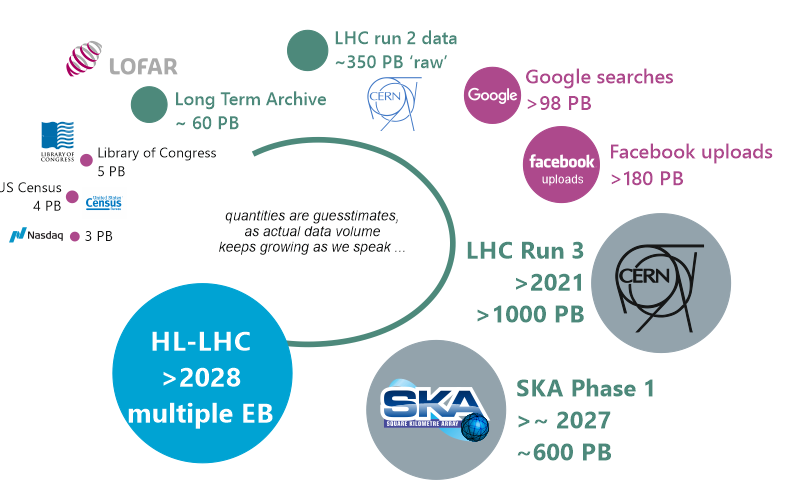 LOFAR
Long Term Archive
~ 60 PB
LHC run 2 data
~350 PB ‘raw’
CERN
Google
Google searches
>98 PB
facebook
uploads
Facebook uploads
>180 PB
LIBRARY OF
CONGRESS
Library of Congress
5 PB
US Census
4 PB
United States
Census
Nasdaq
3 PB
quantities are guesstimates,
as actual data volume
keeps growing as we speak ...
LHC Run 3
>2021
>1000 PB
CERN
SKA
SQUARE KILOMETRE ARRAY
SKA Phase 1
>~ 2027
~600 PB
HL-LHC
>2028
multiple EB